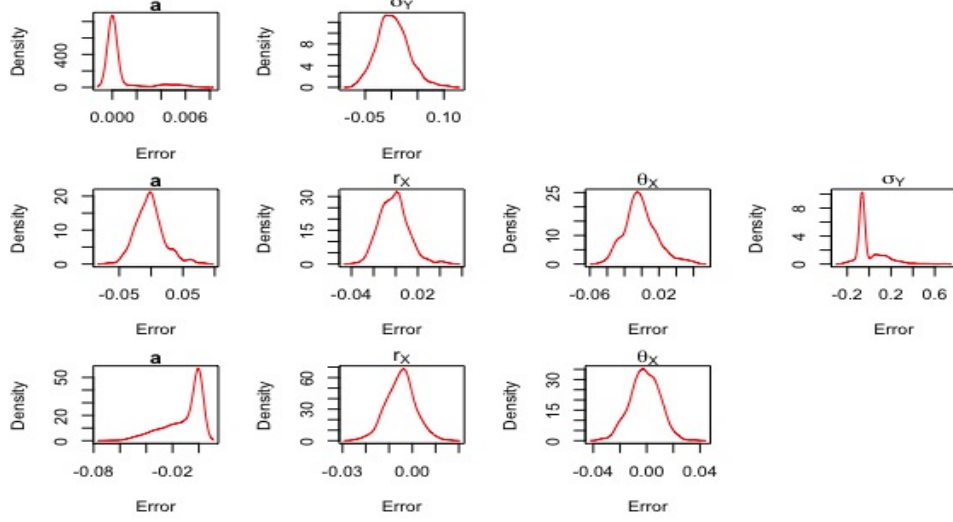 a
σY
Density
0 400
0.000 0.006
Error
Density
4 8
-0.05 0.10
Error
a
rX
θX
σY
Density
0 10 20
-0.05 0.05
Error
Density
0 15 30
-0.04 0.02
Error
Density
0 10 25
-0.06 0.02
Error
Density
0 4 8
-0.2 0.2 0.6
Error
a
rX
θX
Density
0 20 50
-0.08 -0.02
Error
Density
0 30 60
-0.03 0.00
Error
Density
0 15 30
-0.04 0.00 0.04
Error